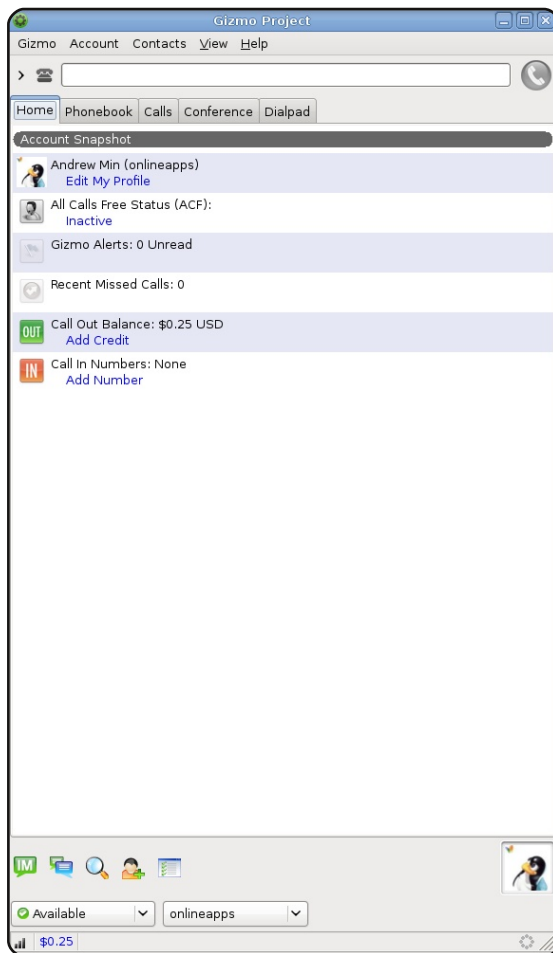 Gizmo Project
Gizmo Account Contacts View Help
Home Phonebook Calls Conference Dialpad
Account Snapshot
Andrew Min (onlineapps)
Edit My Profile
All Calls Free Status (ACF):
Inactive
Gizmo Alerts: 0 Unread
Recent Missed Calls: 0
OUT Call Out Balance: $0.25 USD
Add Credit
IN Call In Numbers: None
Add Number
IM
Available onlineapps
$0.25